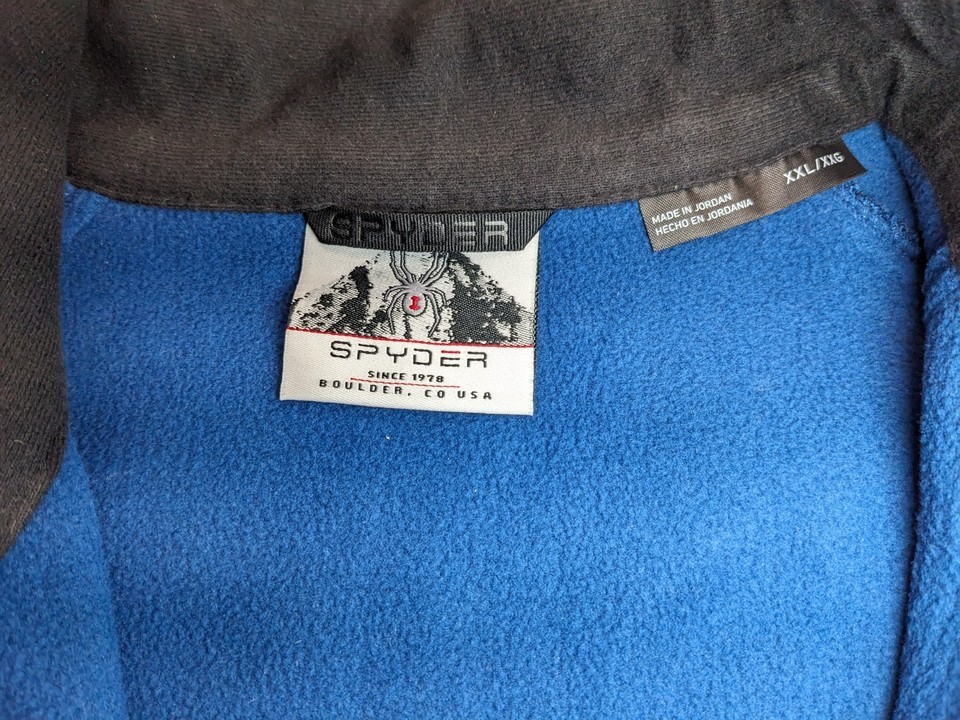 SPYDER
SPYDER
SINCE 1978
BOULDER, CO USA
XXL/XXG
MADE IN JORDAN
HECHO EN JORDANIA